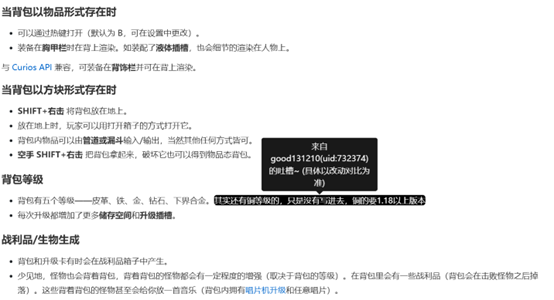 当背包以物品形式存在时
可以通过热键打开（默认为 B，可在设置中更改）。
装备在胸甲栏时在背上渲染。如装配了液体插槽，也会细节的渲染在人物上。
与 Curios API 兼容，可装备在背饰栏并可在背上渲染。
当背包以方块形式存在时
SHIFT+右击 将背包放在地上。
放在地上时，玩家可以用打开箱子的方式打开它。
背包内物品可以由管道或漏斗输入/输出，当然其他任何方式皆可。
空手 SHIFT+右击 把背包拿起来，破坏它也可以得到物品态背包。
来自
good131210(uid:732374)
的吐槽~ (具体以改动对比为
准)
背包等级
背包有五个等级——皮革、铁、金、钻石、下界合金。其实还有铜等级的，只是没有写进去，铜的要1.18以上版本
每次升级都增加了更多储存空间和升级插槽。
战利品/生物生成
背包和升级卡有时会在战利品箱子中产生。
少见地，怪物也会背着背包，背着背包的怪物都会有一定程度的增强（取决于背包的等级）。在背包里会有一些战利品（背包会在击败怪物之后掉
落）。这些背着背包的怪物甚至会给你放一首音乐（背包内拥有唱片机升级和任意唱片）。